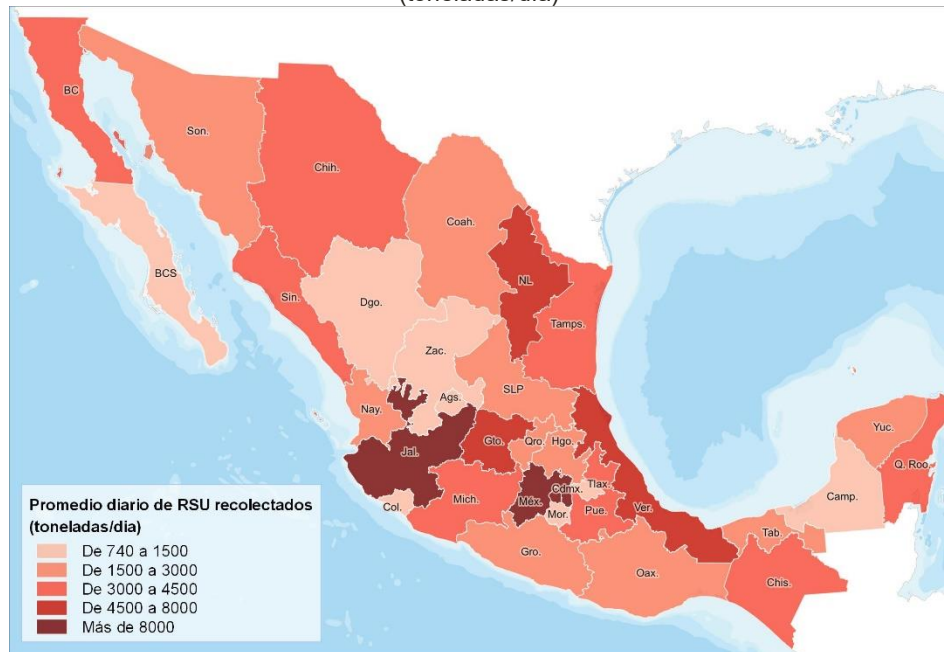 (toneladas/día)
BC
Son.
Chih.
Coah.
BCS
NL
Sin.
Dgo.
Tamps.
Zac.
SLP
Ags.
Nay.
Yuc.
Gto.
Qro.
Hgo.
Q. Roo.
Jal.
Cdmx.
Tlax.
Camp.
Mich.
Méx.
Col.
Mor.
Pue.
Ver.
Tab.
Gro.
Oax.
Chis.
Promedio diario de RSU recolectados
(toneladas/dia)
De 740 a 1500
De 1500 a 3000
De 3000 a 4500
De 4500 a 8000
Más de 8000